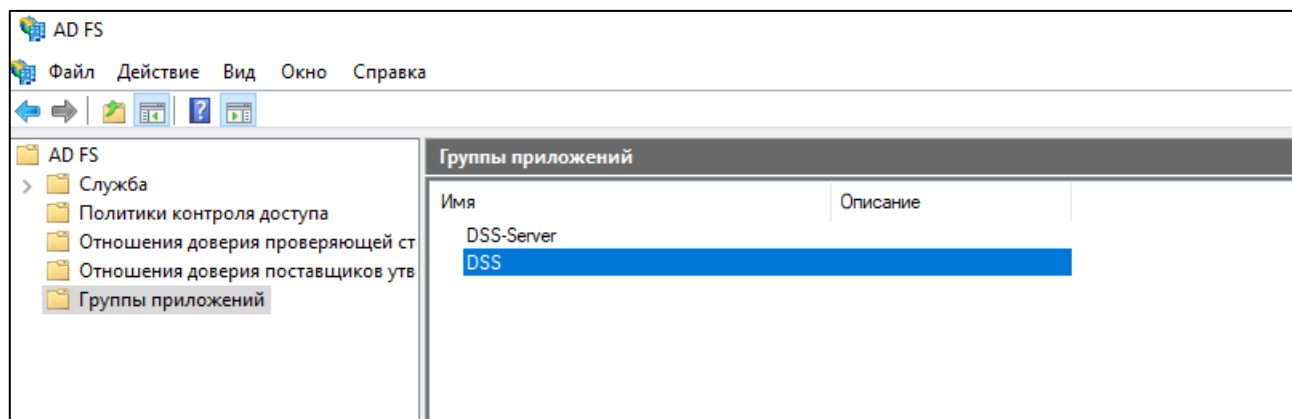 AD FS
Файл Действие Вид Окно Справка
AD FS
Служба
Политики контроля доступа
Отношения доверия проверяющей ст
Отношения доверия поставщиков утв
Группы приложений
Группы приложений
Имя Описание
DSS-Server
DSS